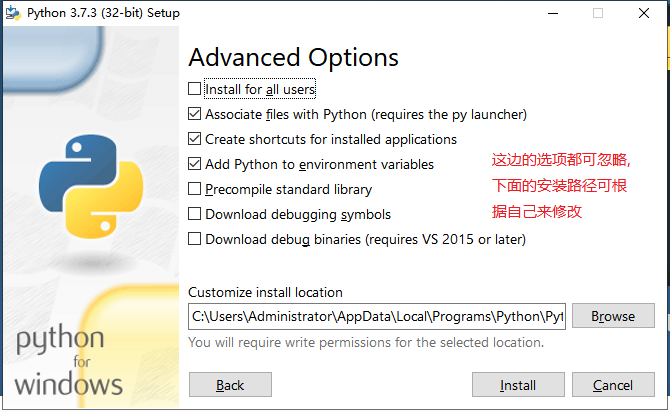 Python 3.7.3 (32-bit) Setup
Advanced Options
Install for all users
Associate files with Python (requires the py launcher)
Create shortcuts for installed applications
Add Python to environment variables
Precompile standard library
Download debugging symbols
Download debug binaries (requires VS 2015 or later)
这边的选项都可忽略,
下面的安装路径可根
据自己来修改
Customize install location
C:\Users\Administrator\AppData\Local\Programs\Python\Pyt
Browse
You will require write permissions for the selected location.
python
for
windows
Back
Install
Cancel